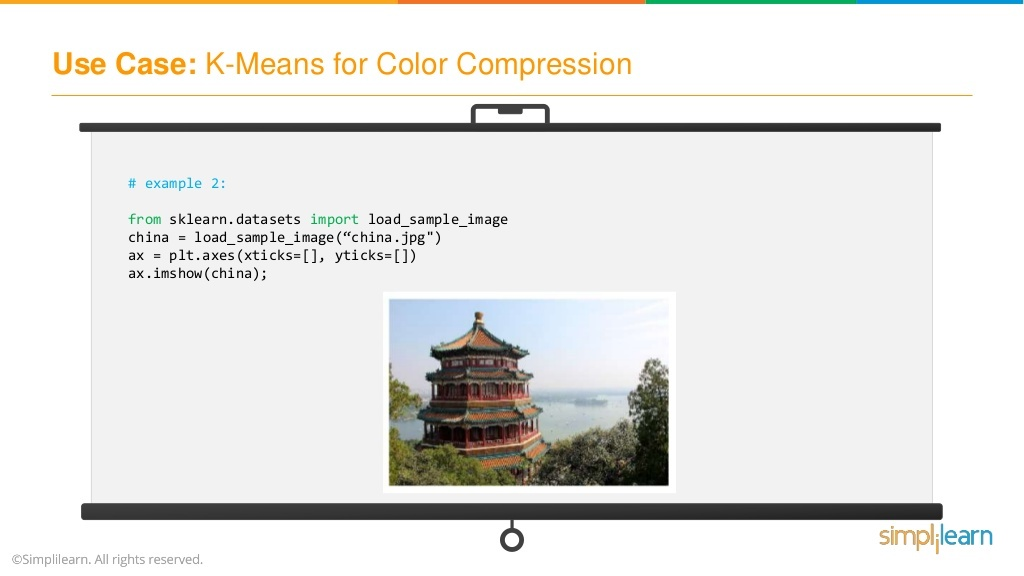 Use Case: K-Means for Color Compression
# example 2:
from sklearn.datasets import load_sample_image
china = load_sample_image(“china.jpg")
ax = plt.axes(xticks=[], yticks=[])
ax.imshow(china);
simplilearn
©Simplilearn. All rights reserved.